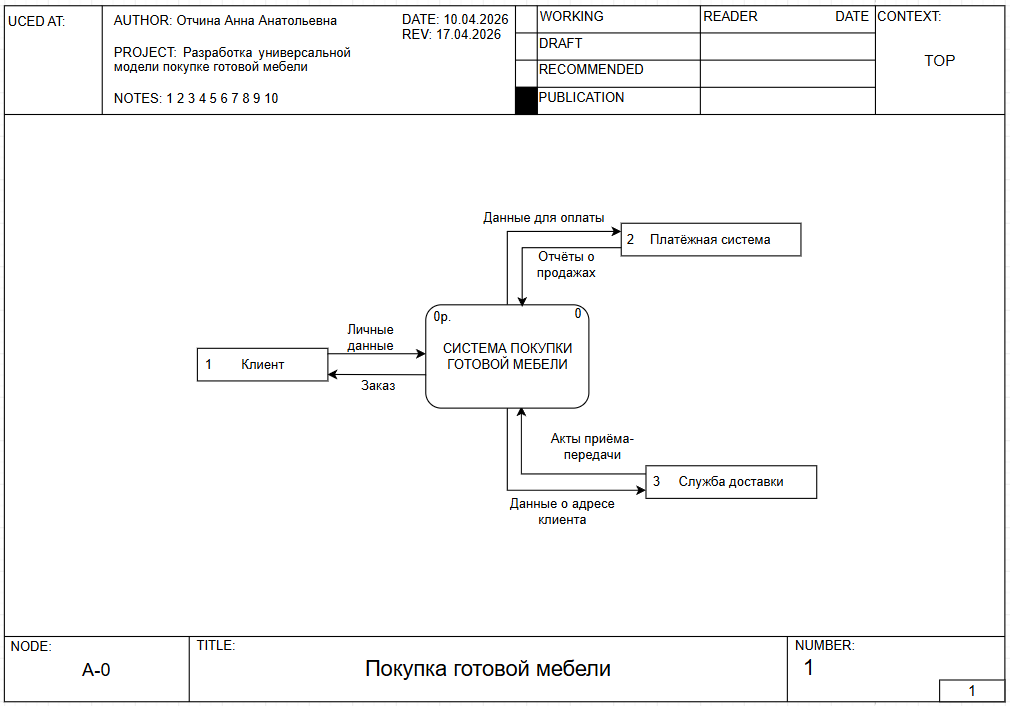 UCED AT:
AUTHOR: Отчина Анна Анатольевна
DATE: 10.04.2026
REV: 17.04.2026
PROJECT: Разработка универсальной
модели покупке готовой мебели
NOTES: 1 2 3 4 5 6 7 8 9 10
WORKING
DRAFT
RECOMMENDED
PUBLICATION
READER DATE
CONTEXT:
TOP
Данные для оплаты
2 Платёжная система
Отчёты о
продажах
0р. 0
СИСТЕМА ПОКУПКИ
ГОТОВОЙ МЕБЕЛИ
Личные
данные
1 Клиент
Заказ
Акты приёма-
передачи
3 Служба доставки
Данные о адресе
клиента
NODE:
А-0
TITLE:
Покупка готовой мебели
NUMBER:
1
1